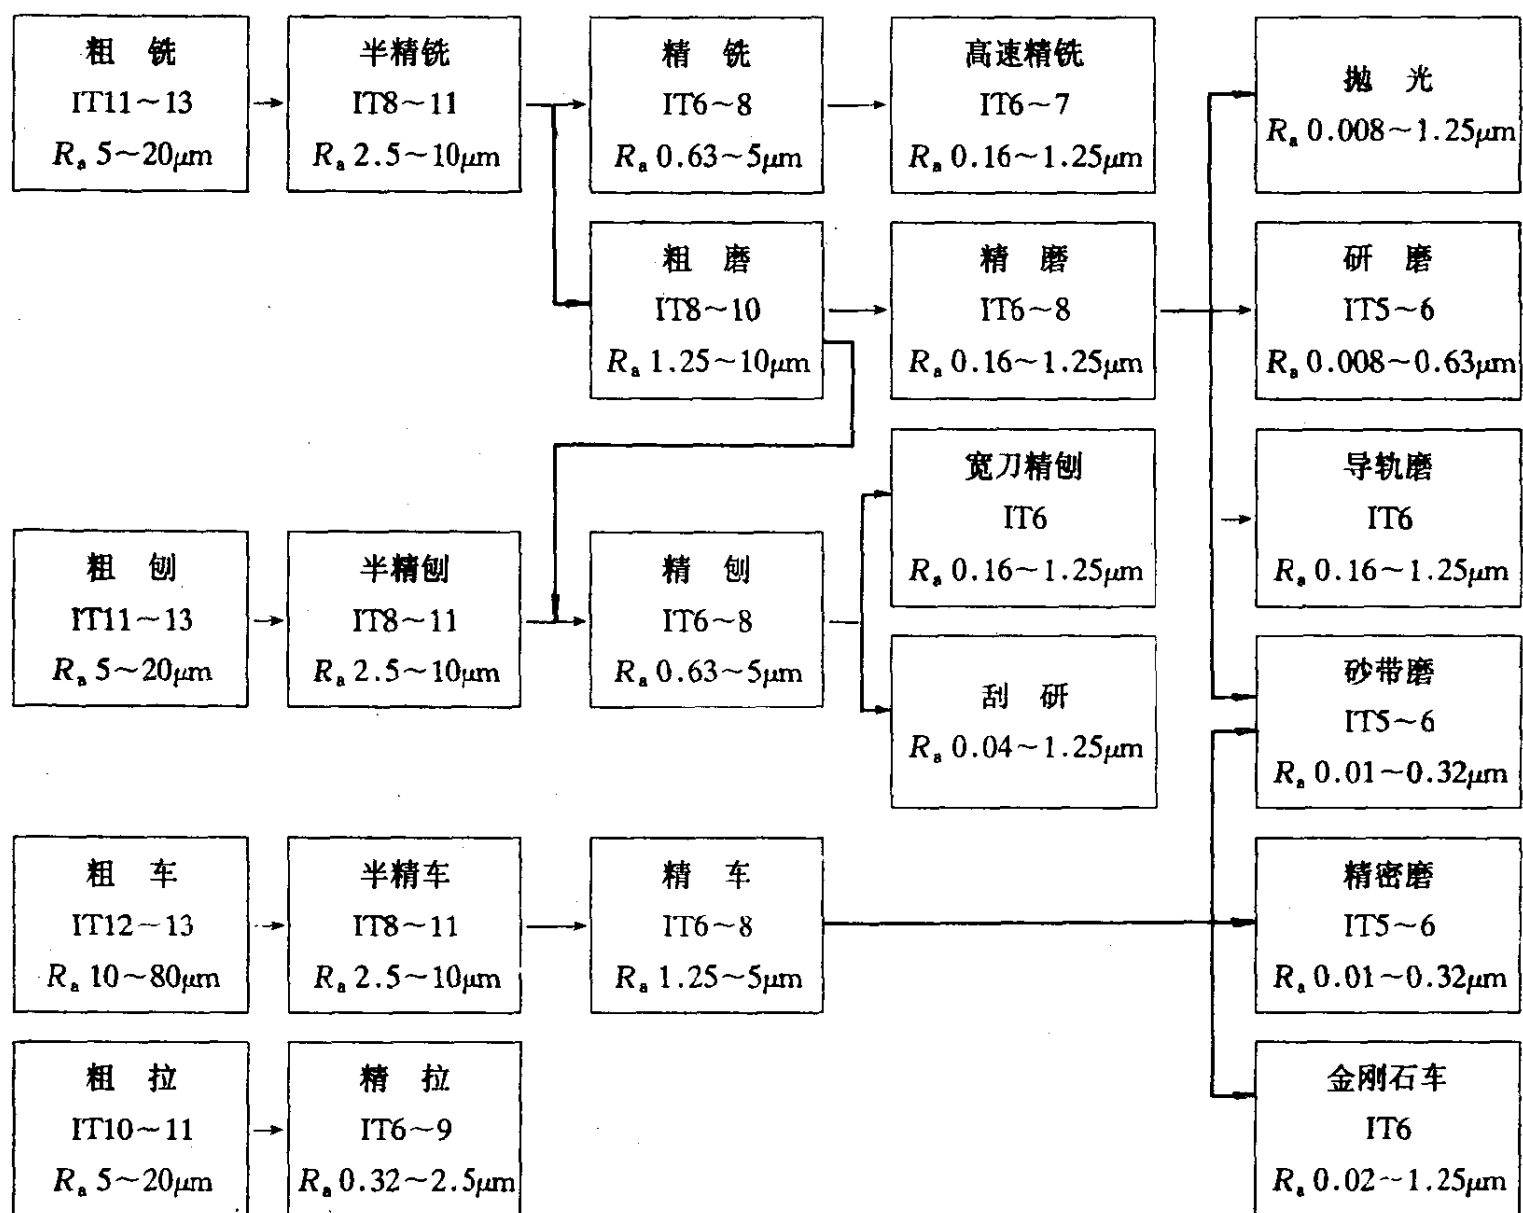 粗 铣
IT11～13
Ra 5～20μm
半精铣
IT8～11
Ra 2.5～10μm
精 铣
IT6～8
Ra 0.63～5μm
高速精铣
IT6～7
Ra 0.16～1.25μm
抛 光
Ra 0.008～1.25μm
粗 磨
IT8～10
Ra 1.25～10μm
精 磨
IT6～8
Ra 0.16～1.25μm
研 磨
IT5～6
Ra 0.008～0.63μm
宽刀精刨
IT6
Ra 0.16～1.25μm
导轨磨
IT6
Ra 0.16～1.25μm
粗 刨
IT11～13
Ra 5～20μm
半精刨
IT8～11
Ra 2.5～10μm
精 刨
IT6～8
Ra 0.63～5μm
刮 研
Ra 0.04～1.25μm
砂带磨
IT5～6
Ra 0.01～0.32μm
粗 车
IT12～13
Ra 10～80μm
半精车
IT8～11
Ra 2.5～10μm
精 车
IT6～8
Ra 1.25～5μm
精密磨
IT5～6
Ra 0.01～0.32μm
粗 拉
IT10～11
Ra 5～20μm
精 拉
IT6～9
Ra 0.32～2.5μm
金刚石车
IT6
Ra 0.02～1.25μm